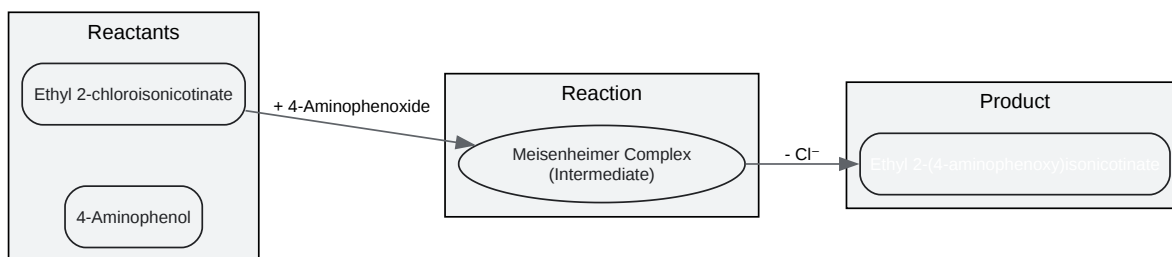 Reactants
Ethyl 2-chloroisonicotinate
4-Aminophenol
+ 4-Aminophenoxide
Reaction
Meisenheimer Complex
(Intermediate)
- Cl⁻
Product
Ethyl 2-(4-aminophenoxy)isonicotinate